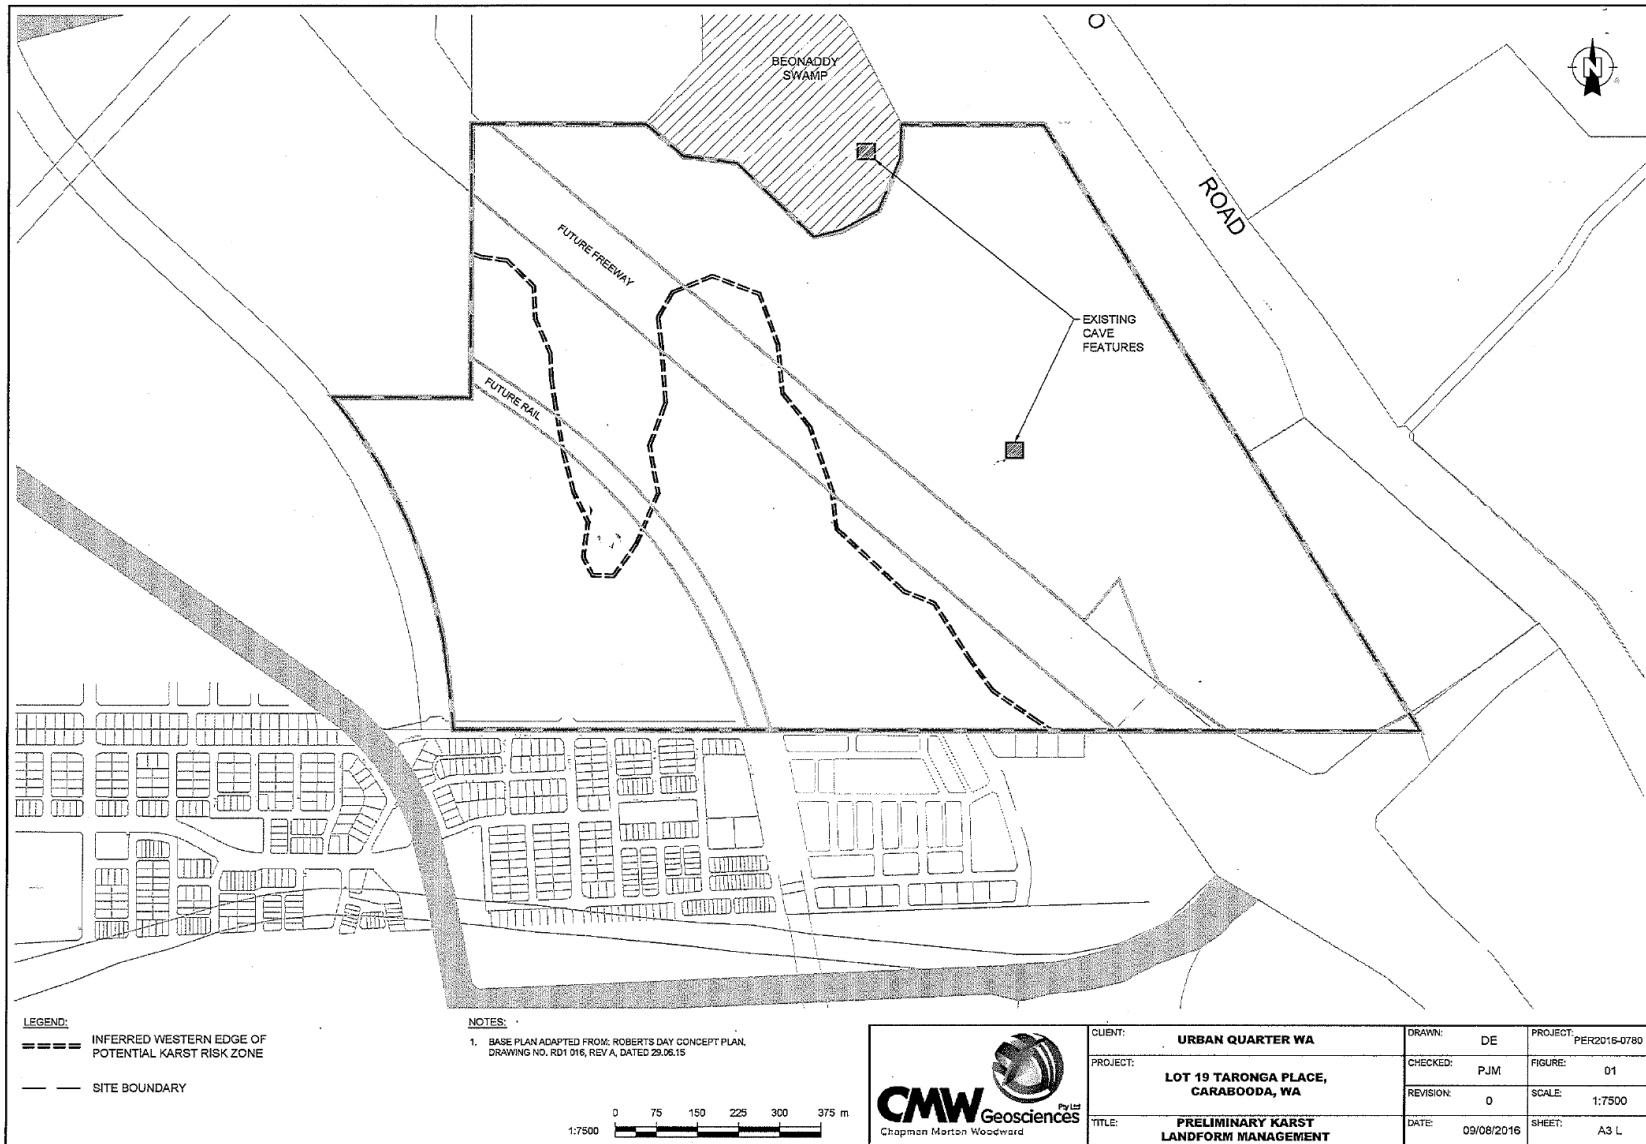 BEONADDY
SWAMP
N
ROAD
FUTURE FREEWAY
EXISTING
CAVE
FEATURES
FUTURE RAIL
LEGEND:
INFERRED WESTERN EDGE OF
POTENTIAL KARST RISK ZONE
SITE BOUNDARY
NOTES:
1. BASE PLAN ADAPTED FROM: ROBERTS DAY CONCEPT PLAN,
DRAWING NO. RD1 016, REV A, DATED 29.06.15
0 75 150 225 300 375 m
1:7500
CMW Geosciences Pty Ltd
Chapman Morton Woodward
CLIENT: URBAN QUARTER WA
PROJECT:
LOT 19 TARONGA PLACE,
CARABOODA, WA
TITLE: PRELIMINARY KARST
LANDFORM MANAGEMENT
DRAWN: DE
PROJECT: PER2016-0780
CHECKED: PJM
FIGURE: 01
REVISION: 0
SCALE: 1:7500
DATE: 09/08/2016
SHEET: A3 L